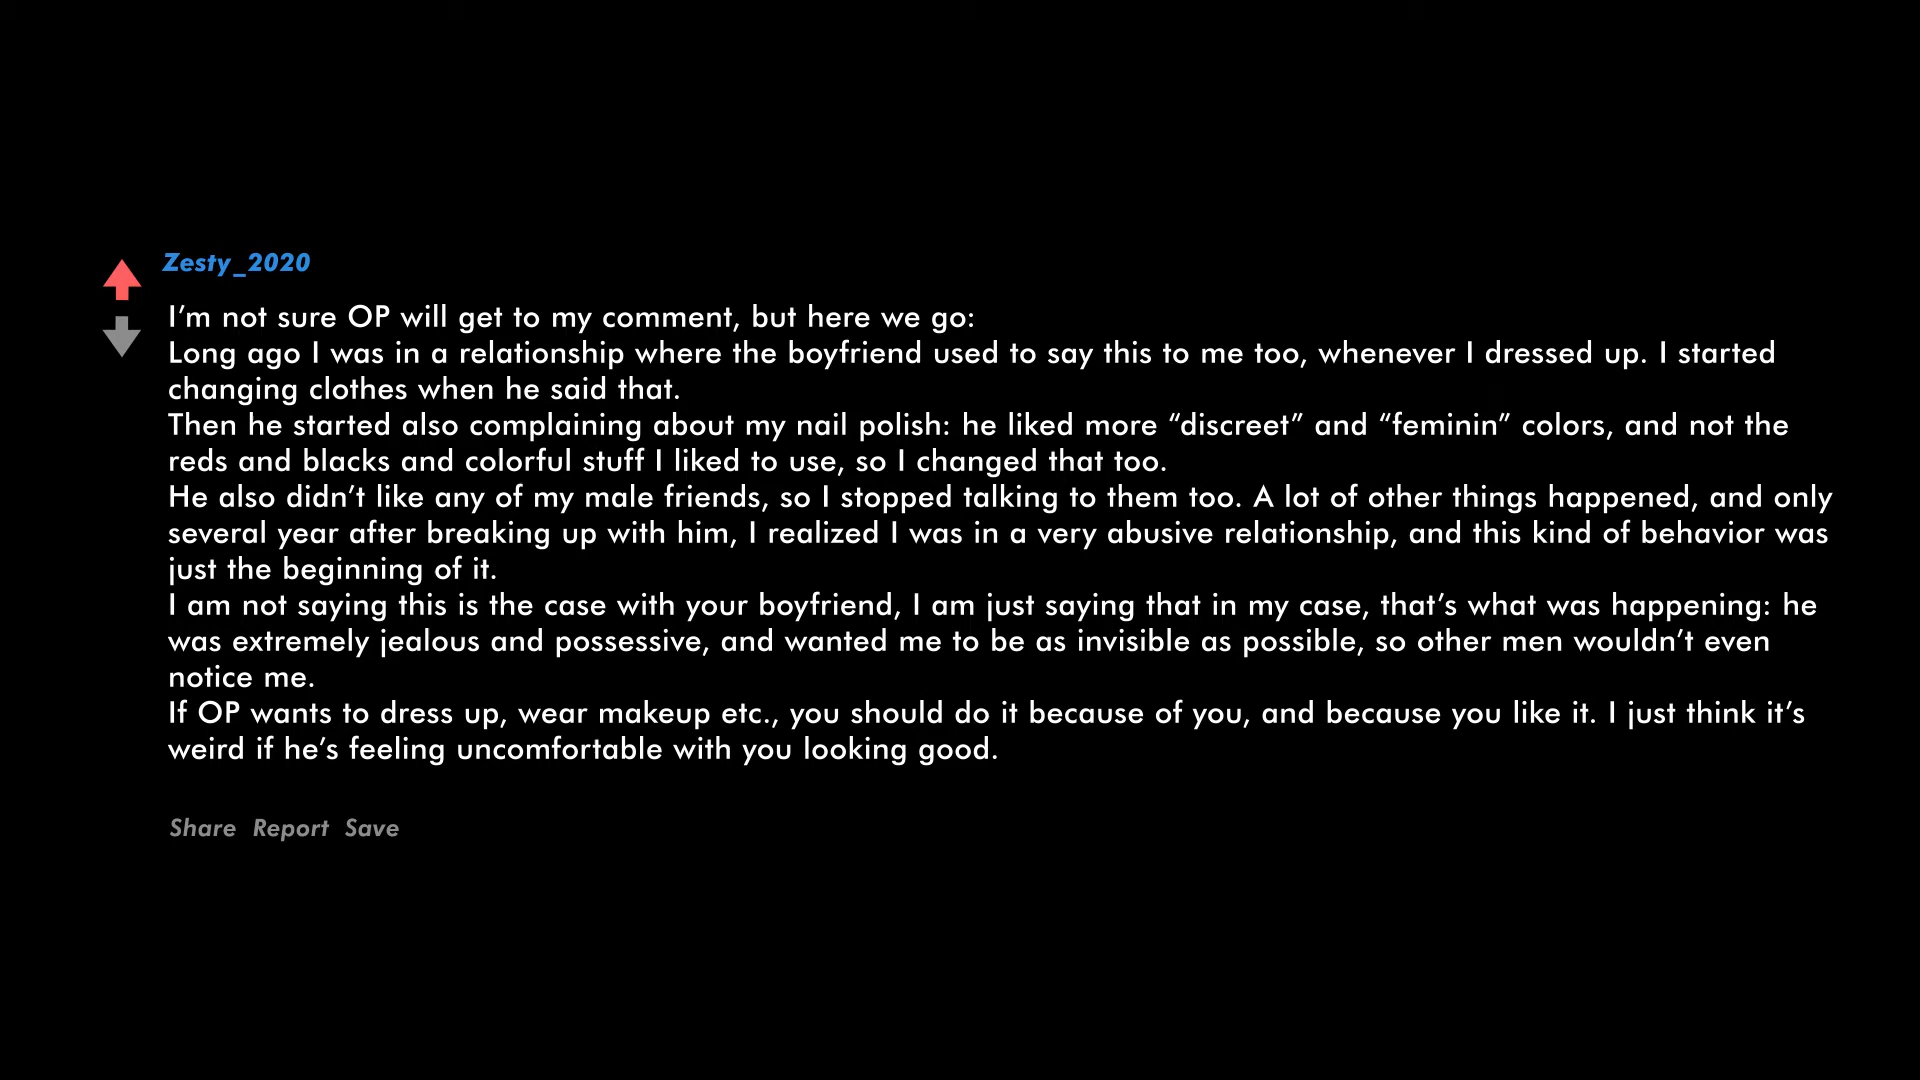 Zesty_2020
I’m not sure OP will get to my comment, but here we go:
Long ago I was in a relationship where the boyfriend used to say this to me too, whenever I dressed up. I started
changing clothes when he said that.
Then he started also complaining about my nail polish: he liked more “discreet” and “feminin” colors, and not the
reds and blacks and colorful stuff I liked to use, so I changed that too.
He also didn’t like any of my male friends, so I stopped talking to them too. A lot of other things happened, and only
several year after breaking up with him, I realized I was in a very abusive relationship, and this kind of behavior was
just the beginning of it.
I am not saying this is the case with your boyfriend, I am just saying that in my case, that’s what was happening: he
was extremely jealous and possessive, and wanted me to be as invisible as possible, so other men wouldn’t even
notice me.
If OP wants to dress up, wear makeup etc., you should do it because of you, and because you like it. I just think it’s
weird if he’s feeling uncomfortable with you looking good.
Share Report Save